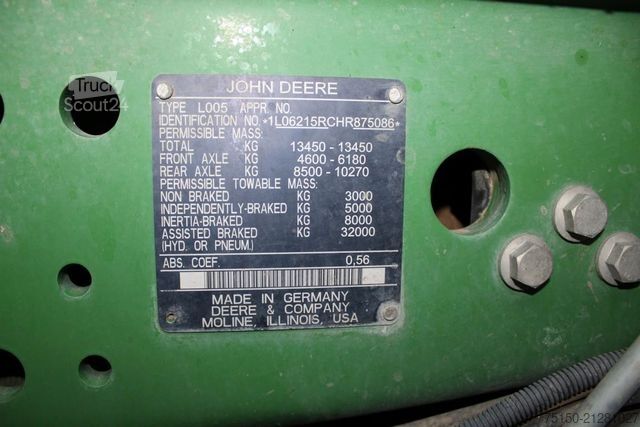 Truck
Scout24
JOHN DEERE
TYPE L005 APPR. NO.
IDENTIFICATION NO. *1L06215RCHR875086*
PERMISSIBLE MASS:
TOTAL KG 13450 - 13450
FRONT AXLE KG 4600 - 6180
REAR AXLE KG 8500 - 10270
PERMISSIBLE TOWABLE MASS:
NON BRAKED KG 3000
INDEPENDENTLY-BRAKED KG 5000
INERTIA-BRAKED KG 8000
ASSISTED BRAKED KG 32000
(HYD. OR PNEUM.)
ABS. COEF. 0,56
MADE IN GERMANY
DEERE & COMPANY
MOLINE, ILLINOIS, USA